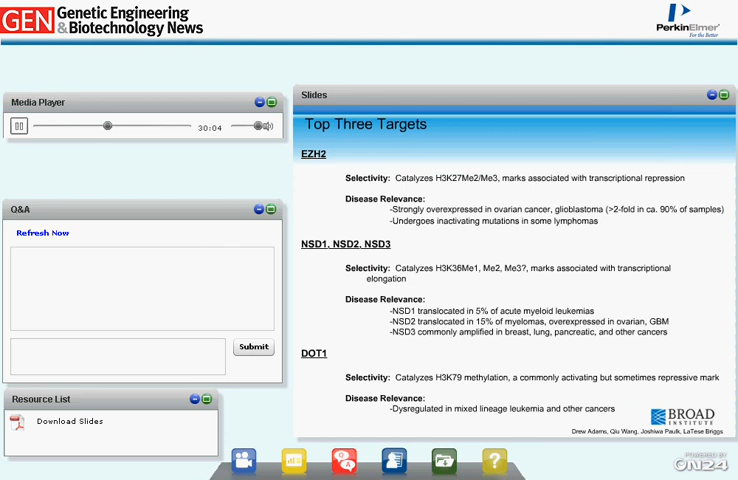 GEN Genetic Engineering
& Biotechnology News
PerkinElmer
For the Better
Media Player
30:04
Q&A
Refresh Now
Submit
Resource List
Download Slides
Slides
Top Three Targets
EZH2
Selectivity: Catalyzes H3K27Me2/Me3, marks associated with transcriptional repression
Disease Relevance:
-Strongly overexpressed in ovarian cancer, glioblastoma (>2-fold in ca. 90% of samples)
-Undergoes inactivating mutations in some lymphomas
NSD1, NSD2, NSD3
Selectivity: Catalyzes H3K36Me1, Me2, Me3?, marks associated with transcriptional
elongation
Disease Relevance:
-NSD1 translocated in 5% of acute myeloid leukemias
-NSD2 translocated in 15% of myelomas, overexpressed in ovarian, GBM
-NSD3 commonly amplified in breast, lung, pancreatic, and other cancers
DOT1
Selectivity: Catalyzes H3K79 methylation, a commonly activating but sometimes repressive mark
Disease Relevance:
-Dysregulated in mixed lineage leukemia and other cancers
BROAD
INSTITUTE
Drew Adams, Qiu Wang, Joshiwa Paulk, LaTese Briggs
Q
A
?
POWERED BY
ON24